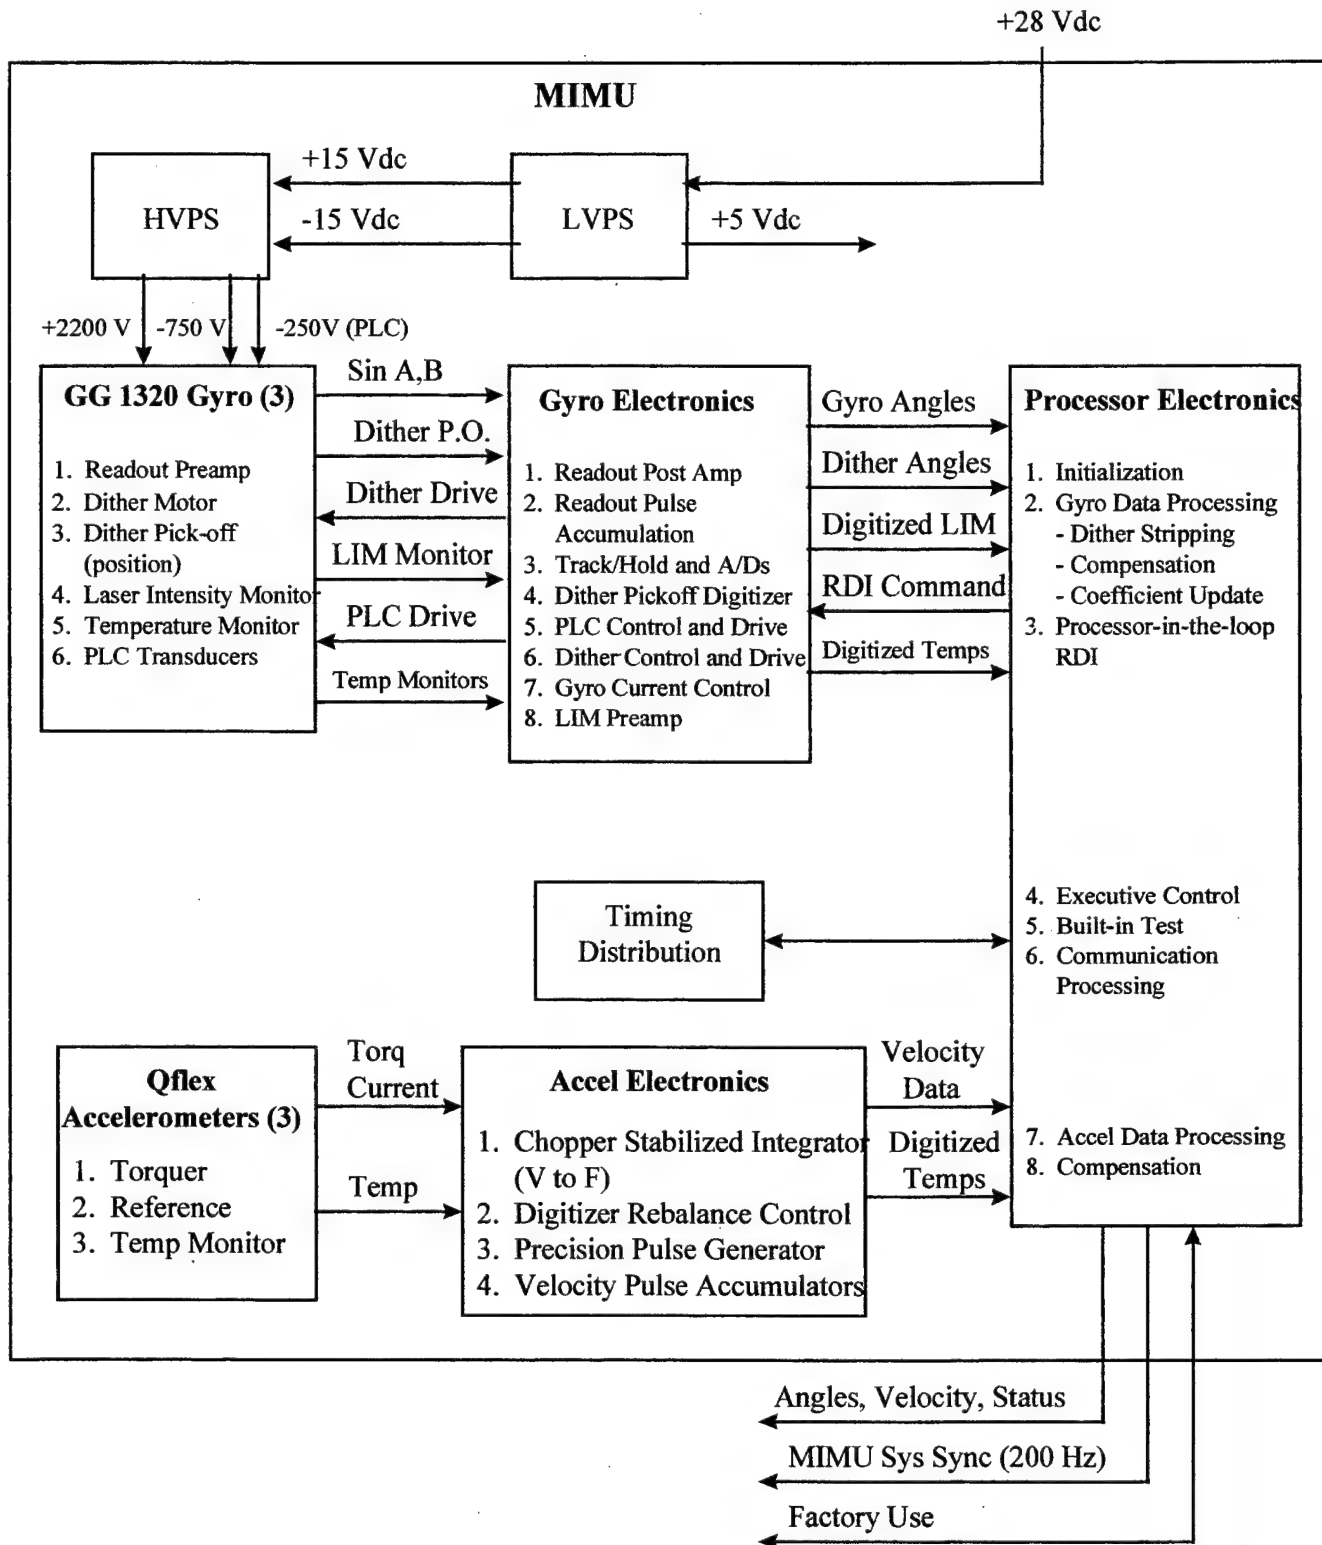 +28 Vdc
MIMU
+15 Vdc
-15 Vdc
HVPS
LVPS
+5 Vdc
+2200 V
-750 V
-250V (PLC)
GG 1320 Gyro (3)
1. Readout Preamp
2. Dither Motor
3. Dither Pick-off
(position)
4. Laser Intensity Monitor
5. Temperature Monitor
6. PLC Transducers
Sin A,B
Dither P.O.
Dither Drive
LIM Monitor
PLC Drive
Temp Monitors
Gyro Electronics
1. Readout Post Amp
2. Readout Pulse
Accumulation
3. Track/Hold and A/Ds
4. Dither Pickoff Digitizer
5. PLC Control and Drive
6. Dither Control and Drive
7. Gyro Current Control
8. LIM Preamp
Gyro Angles
Dither Angles
Digitized LIM
RDI Command
Digitized Temps
Processor Electronics
1. Initialization
2. Gyro Data Processing
- Dither Stripping
- Compensation
- Coefficient Update
3. Processor-in-the-loop
RDI
4. Executive Control
5. Built-in Test
6. Communication
Processing
7. Accel Data Processing
8. Compensation
Timing
Distribution
Qflex
Accelerometers (3)
1. Torquer
2. Reference
3. Temp Monitor
Torq
Current
Temp
Accel Electronics
1. Chopper Stabilized Integrator
(V to F)
2. Digitizer Rebalance Control
3. Precision Pulse Generator
4. Velocity Pulse Accumulators
Velocity
Data
Digitized
Temps
Angles, Velocity, Status
MIMU Sys Sync (200 Hz)
Factory Use